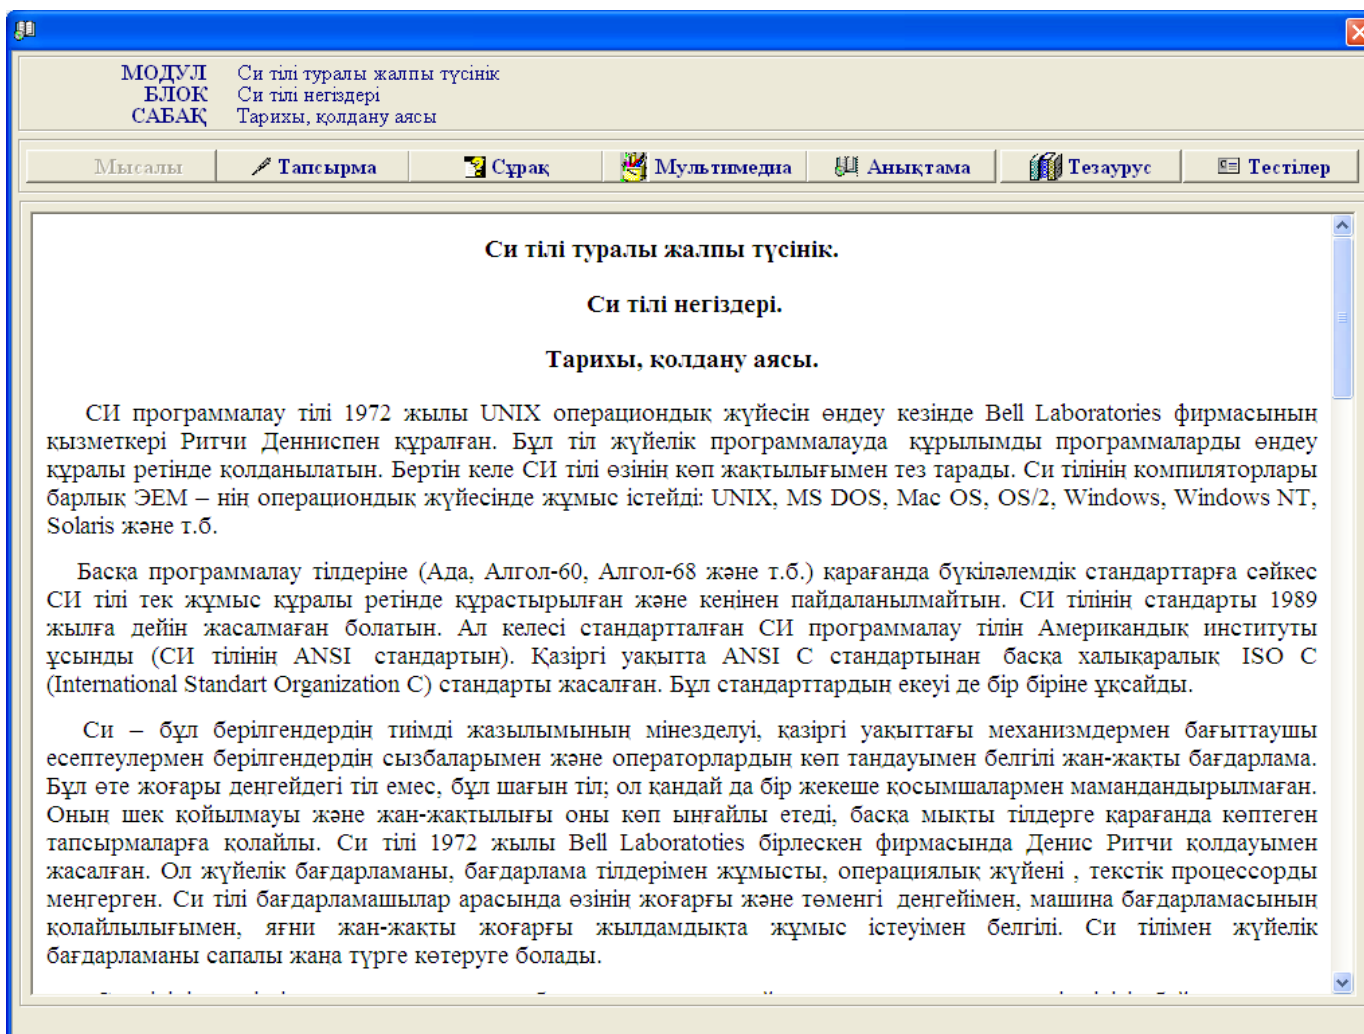 МОДУЛ Си тілі туралы жалпы түсінік
БЛОК Си тілі негіздері
САБАҚ Тарихы, қолдану аясы
Мысалы Тапсырма Сұрақ Мультимедиа Анықтама Тезаурус Тестілер
Си тілі туралы жалпы түсінік.
Си тілі негіздері.
Тарихы, қолдану аясы.
СИ программалау тілі 1972 жылы UNIX операциондық жүйесін өңдеу кезінде Bell Laboratories фирмасының
қызметкері Ритчи Денниспен құралған. Бұл тіл жүйелік программалауда құрылымды программаларды өңдеу
құралы ретінде қолданылатын. Бертін келе СИ тілі өзінің көп жақтылығымен тез тарады. Си тілінің компиляторлары
барлық ЭЕМ – нің операциондық жүйесінде жұмыс істейді: UNIX, MS DOS, Mac OS, OS/2, Windows, Windows NT,
Solaris және т.б.
Басқа программалау тілдеріне (Ада, Алгол-60, Алгол-68 және т.б.) қарағанда бүкіләлемдік стандарттарға сәйкес
СИ тілі тек жұмыс құралы ретінде құрастырылған және кеңінен пайдаланылмайтын. СИ тілінің стандарты 1989
жылға дейін жасалмаған болатын. Ал келесі стандартталған СИ программалау тілін Американдық институты
ұсынды (СИ тілінің ANSI стандартын). Қазіргі уақытта ANSI C стандартынан басқа халықаралық ISO C
(International Standart Organization C) стандарты жасалған. Бұл стандарттардың екеуі де бір біріне ұқсайды.
Си – бұл берілгендердің тиімді жазылымының мінезделуі, қазіргі уақыттағы механизмдермен бағыттаушы
есептеулермен берілгендердің сызбаларымен және операторлардың көп тандауымен белгілі жан-жақты бағдарлама.
Бұл өте жоғары деңгейдегі тіл емес, бұл шағын тіл; ол қандай да бір жекеше қосымшалармен мамандандырылмаған.
Оның шек қойылмауы және жан-жақтылығы оны көп ыңғайлы етеді, басқа мықты тілдерге қарағанда көптеген
тапсырмаларға қолайлы. Си тілі 1972 жылы Bell Laboratoties бірлескен фирмасында Денис Ритчи қолдауымен
жасалған. Ол жүйелік бағдарламаны, бағдарлама тілдерімен жұмысты, операциялық жүйені , текстік процессорды
меңгерген. Си тілі бағдарламашылар арасында өзінің жоғарғы және төменгі деңгейімен, машина бағдарламасының
қолайлылығымен, яғни жан-жақты жоғарғы жылдамдықта жұмыс істеуімен белгілі. Си тілімен жүйелік
бағдарламаны сапалы жаңа түрге көтеруге болады.